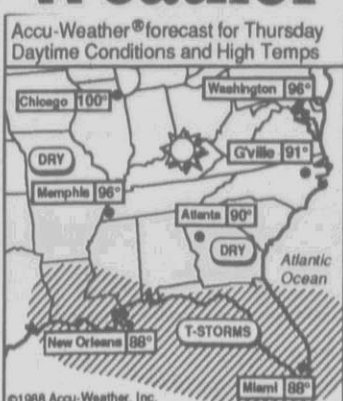 Weather
Accu-Weather® forecast for Thursday
Daytime Conditions and High Temps
Washington 96°
Chicago 100°
G'ville 91°
DRY
Memphis 96°
Atlanta 90°
DRY
Atlantic
Ocean
T-STORMS
New Orleans 88°
Miami 88°
©1988 Accu-Weather, Inc.